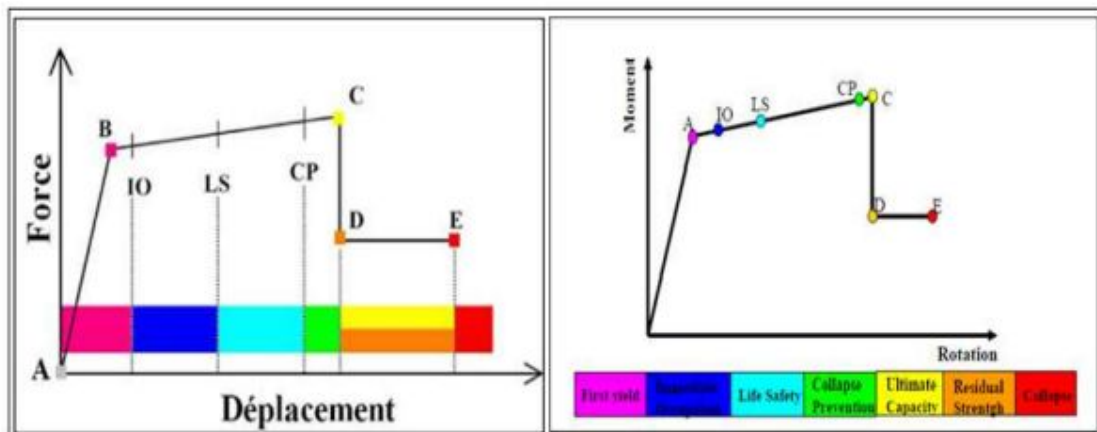 Force
B
C
IO
LS
CP
D
E
A
Déplacement
Moment
A
IO
LS
CP
C
D
E
Rotation
First yield
Life Safety
Collapse
Prevention
Ultimate
Capacity
Residual
Strentgh
Collapse